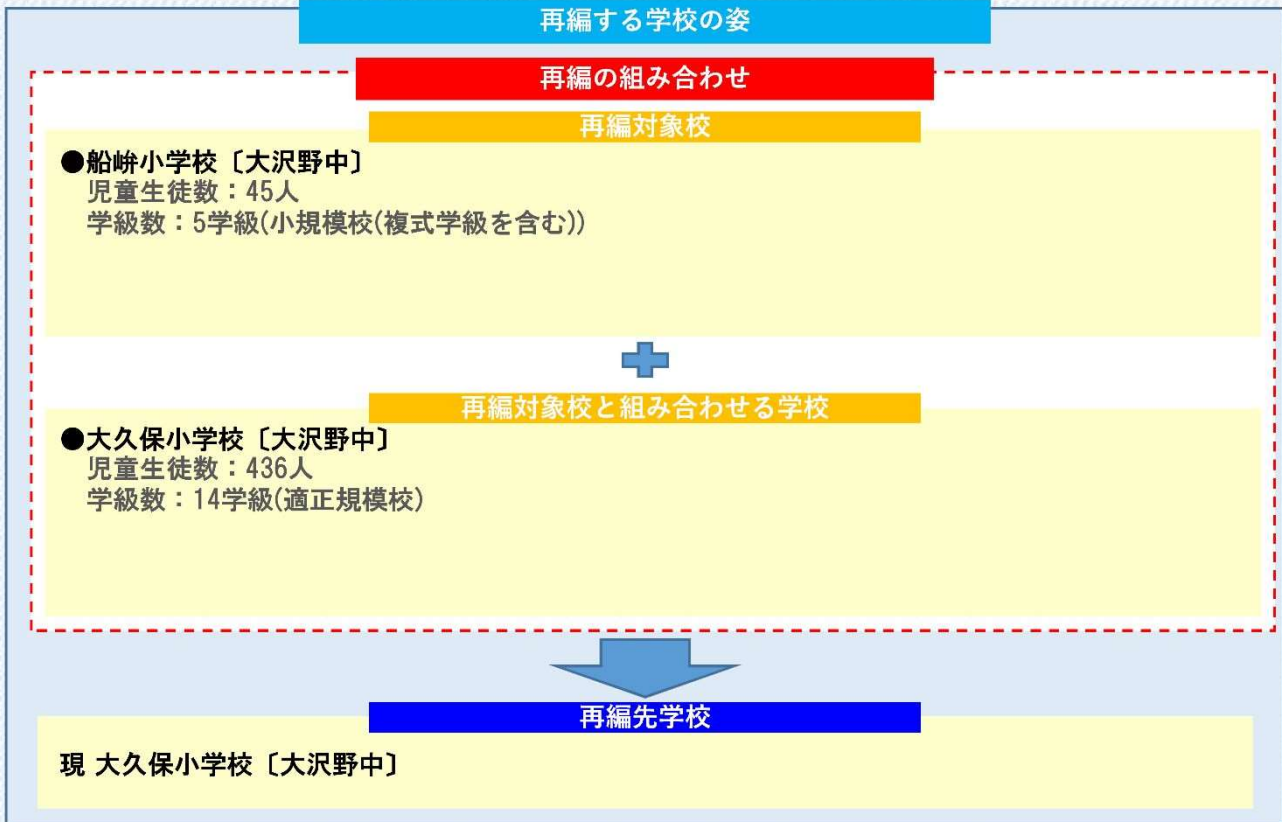 再編する学校の姿
再編の組み合わせ
再編対象校
●船峅小学校〔大沢野中〕
児童生徒数：45人
学級数：5学級(小規模校(複式学級を含む))
再編対象校と組み合わせる学校
●大久保小学校〔大沢野中〕
児童生徒数：436人
学級数：14学級(適正規模校)
再編先学校
現 大久保小学校〔大沢野中〕